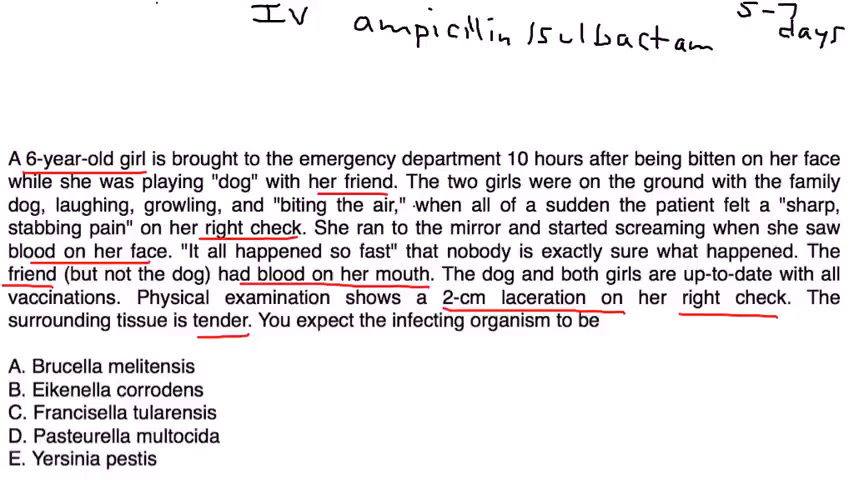 IV ampicillin/sulbactam 5-7 days
A 6-year-old girl is brought to the emergency department 10 hours after being bitten on her face
while she was playing "dog" with her friend. The two girls were on the ground with the family
dog, laughing, growling, and "biting the air," when all of a sudden the patient felt a "sharp,
stabbing pain" on her right check. She ran to the mirror and started screaming when she saw
blood on her face. "It all happened so fast" that nobody is exactly sure what happened. The
friend (but not the dog) had blood on her mouth. The dog and both girls are up-to-date with all
vaccinations. Physical examination shows a 2-cm laceration on her right check. The
surrounding tissue is tender. You expect the infecting organism to be
A. Brucella melitensis
B. Eikenella corrodens
C. Francisella tularensis
D. Pasteurella multocida
E. Yersinia pestis